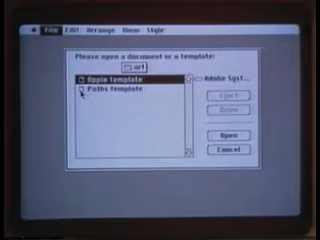 File Edit Arrange View Style
Please open a document or a template:
art
Apple template
Adobe Syst...
Paths template
Eject
Drive
Open
Cancel